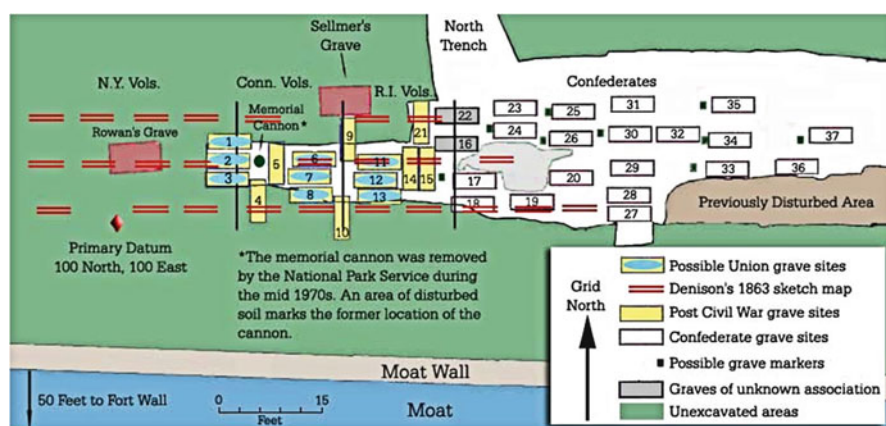 Sellmer's
Grave
North
Trench
N.Y. Vols.
Conn. Vols.
R.I. Vols.
Confederates
Memorial
Cannon*
Rowan's Grave
1
2
3
4
5
6
7
8
9
10
11
12
13
14
15
16
17
18
19
20
21
22
23
24
25
26
27
28
29
30
31
32
33
34
35
36
37
Previously Disturbed Area
Primary Datum
100 North, 100 East
*The memorial cannon was removed
by the National Park Service during
the mid 1970s. An area of disturbed
soil marks the former location of the
cannon.
Grid
North
Possible Union grave sites
Denison's 1863 sketch map
Post Civil War grave sites
Confederate grave sites
Possible grave markers
Graves of unknown association
Unexcavated areas
Moat Wall
50 Feet to Fort Wall
0 15
Feet
Moat